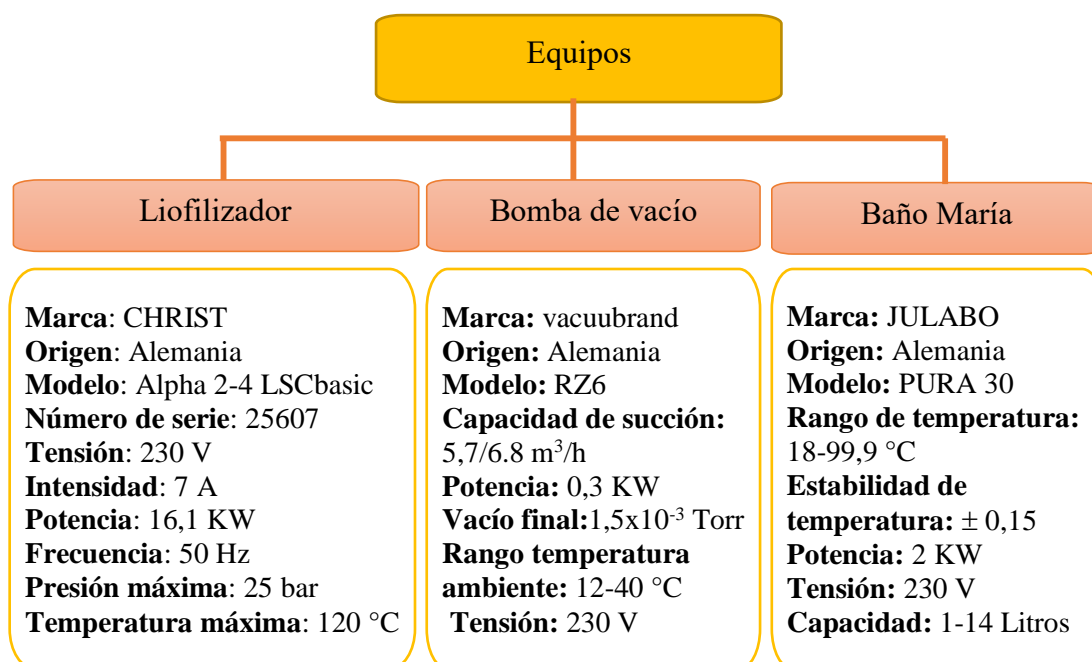 Equipos
Liofilizador
Marca: CHRIST
Origen: Alemania
Modelo: Alpha 2-4 LSCbasic
Número de serie: 25607
Tensión: 230 V
Intensidad: 7 A
Potencia: 16,1 KW
Frecuencia: 50 Hz
Presión máxima: 25 bar
Temperatura máxima: 120 °C
Bomba de vacío
Marca: vacuubrand
Origen: Alemania
Modelo: RZ6
Capacidad de succión:
5,7/6.8 m³/h
Potencia: 0,3 KW
Vacío final:1,5x10⁻³ Torr
Rango temperatura
ambiente: 12-40 °C
Tensión: 230 V
Baño María
Marca: JULABO
Origen: Alemania
Modelo: PURA 30
Rango de temperatura:
18-99,9 °C
Estabilidad de
temperatura: ± 0,15
Potencia: 2 KW
Tensión: 230 V
Capacidad: 1-14 Litros